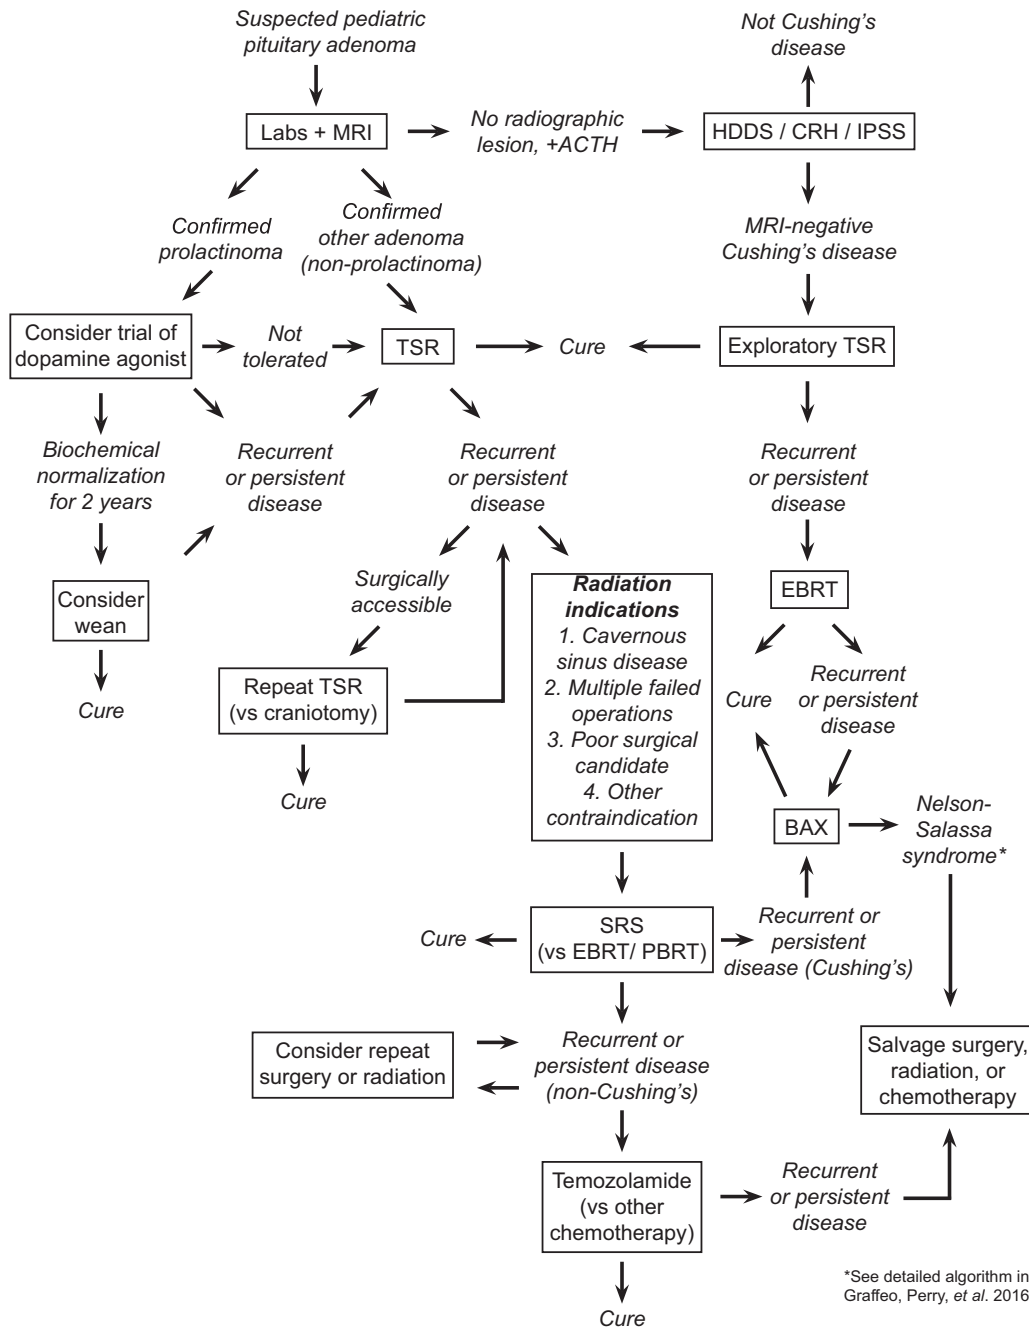 Suspected pediatric
pituitary adenoma
Not Cushing's
disease
Labs + MRI
No radiographic
lesion, +ACTH
HDDS / CRH / IPSS
Confirmed
prolactinoma
Confirmed
other adenoma
(non-prolactinoma)
MRI-negative
Cushing's disease
Consider trial of
dopamine agonist
Not
tolerated
TSR
Cure
Exploratory TSR
Biochemical
normalization
for 2 years
Recurrent
or persistent
disease
Recurrent
or persistent
disease
Recurrent
or persistent
disease
Consider
wean
Cure
Surgically
accessible
Repeat TSR
(vs craniotomy)
Cure
Radiation
indications
1. Cavernous
sinus disease
2. Multiple failed
operations
3. Poor surgical
candidate
4. Other
contraindication
EBRT
Cure
Recurrent
or persistent
disease
BAX
Nelson-
Salassa
syndrome*
Cure
SRS
(vs EBRT/ PBRT)
Recurrent or
persistent
disease (Cushing's)
Consider repeat
surgery or radiation
Recurrent or
persistent disease
(non-Cushing's)
Salvage surgery,
radiation, or
chemotherapy
Temozolamide
(vs other
chemotherapy)
Recurrent
or persistent
disease
Cure
*See detailed algorithm in
Graffeo, Perry, et al. 2016